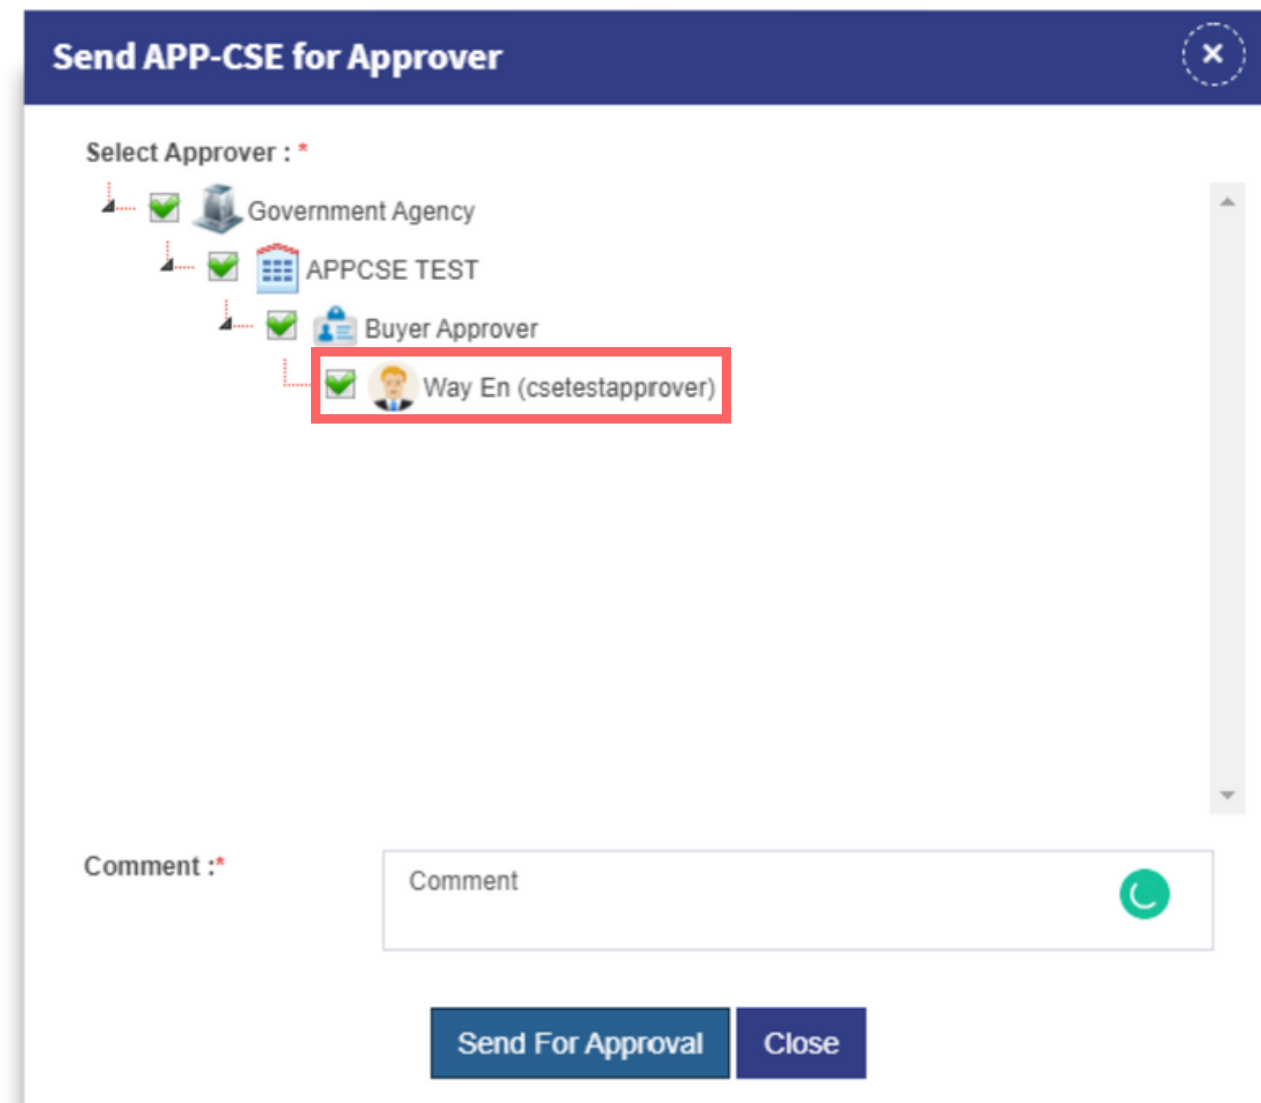 Send APP-CSE for Approver
Select Approver : *
Government Agency
APPCSE TEST
Buyer Approver
Way En (csetestapprover)
Comment :*
Comment
Send For Approval
Close